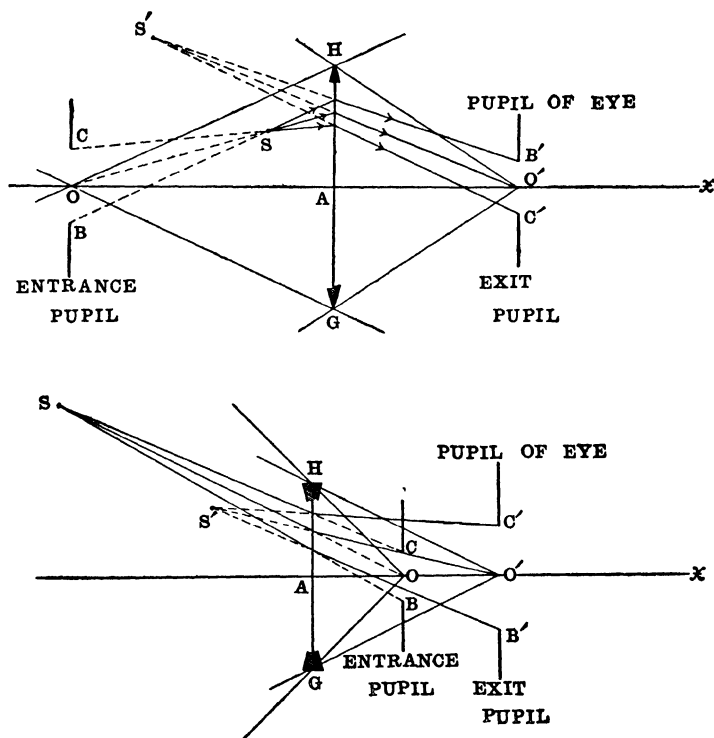 S′
H
PUPIL OF EYE
C
B′
S
O′
A
x
O
B
C′
ENTRANCE
PUPIL
EXIT
PUPIL
G
S
PUPIL OF EYE
H
S′
C′
C
O
O′
x
A
B
B′
ENTRANCE
PUPIL
G
EXIT
PUPIL